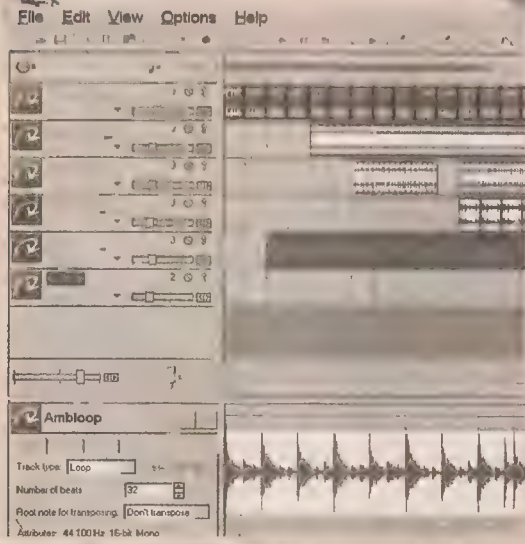 File Edit View Options Help
Ambloop
Track type: Loop
Number of beats 32
Root note for transposing: Don't transpose
Attributes: 44100 Hz 16-bit Mono